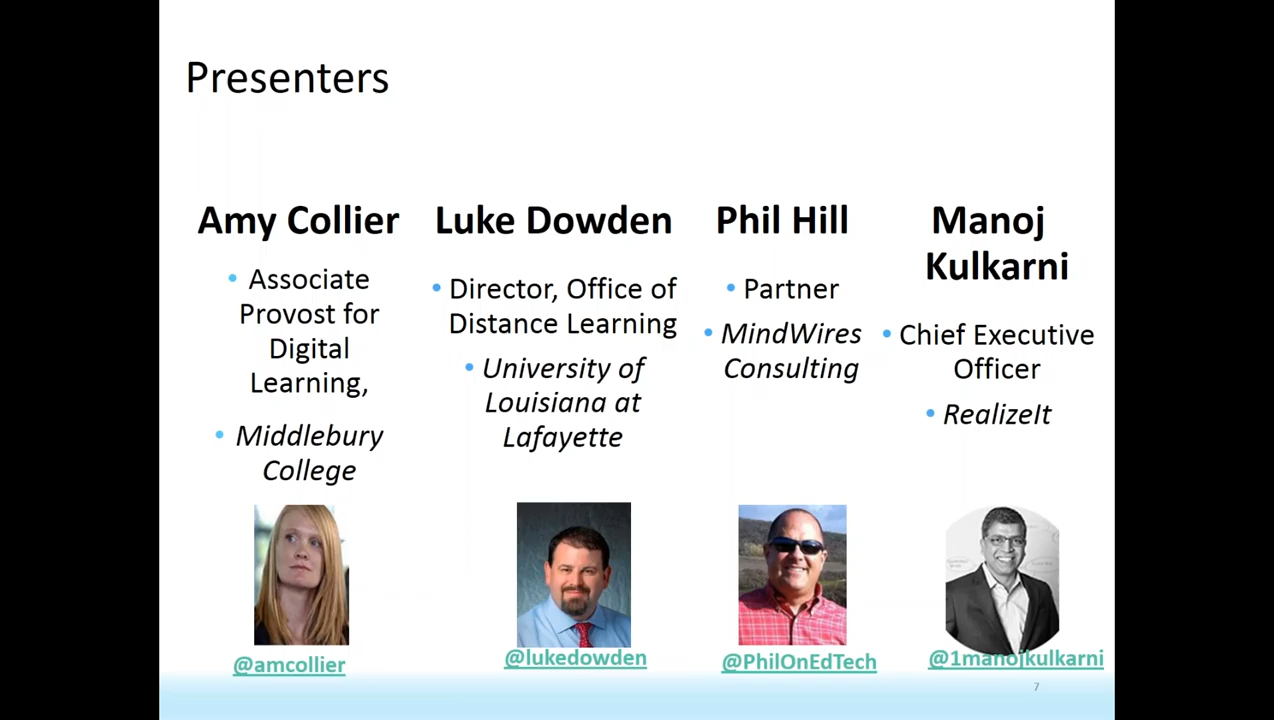 Presenters
Amy Collier
• Associate
Provost for
Digital
Learning,
• Middlebury
College
@amcollier
Luke Dowden
• Director, Office of
Distance Learning
• University of
Louisiana at
Lafayette
@lukedowden
Phil Hill
• Partner
• MindWires
Consulting
@PhilOnEdTech
Manoj
Kulkarni
• Chief Executive
Officer
• RealizeIt
@1manojkulkarni
7